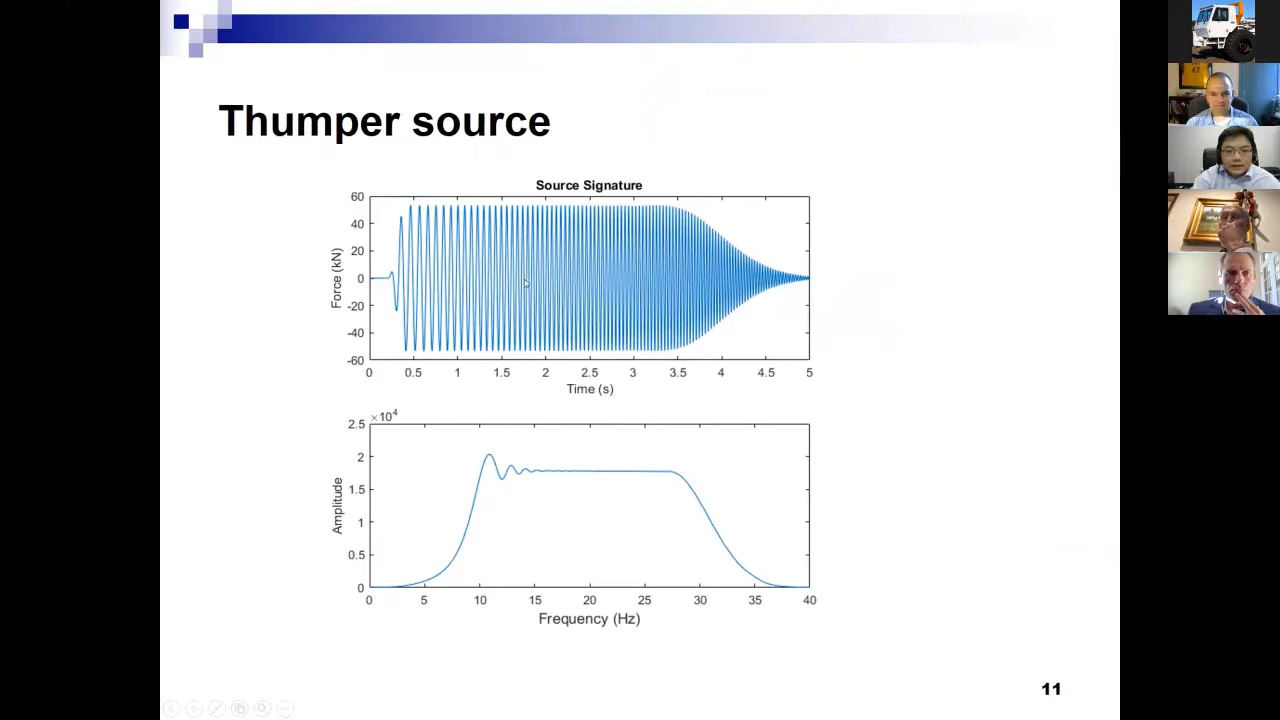 Thumper source
Source Signature
60
40
20
0
-20
-40
-60
Force (kN)
0 0.5 1 1.5 2 2.5 3 3.5 4 4.5 5
Time (s)
×10^4
2.5
2
1.5
1
0.5
0
Amplitude
0 5 10 15 20 25 30 35 40
Frequency (Hz)
11